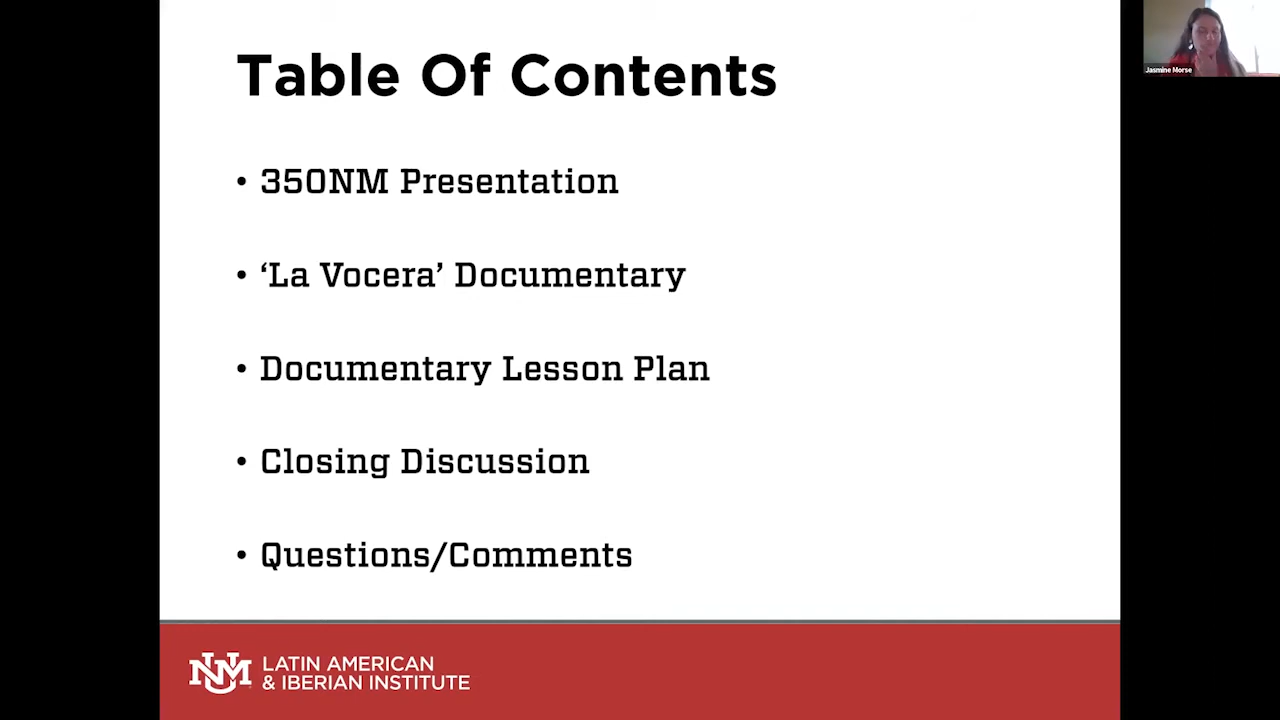 Table Of Contents
• 350NM Presentation
• ‘La Vocera’ Documentary
• Documentary Lesson Plan
• Closing Discussion
• Questions/Comments
UNM
LATIN AMERICAN
& IBERIAN INSTITUTE
Jasmine Morse